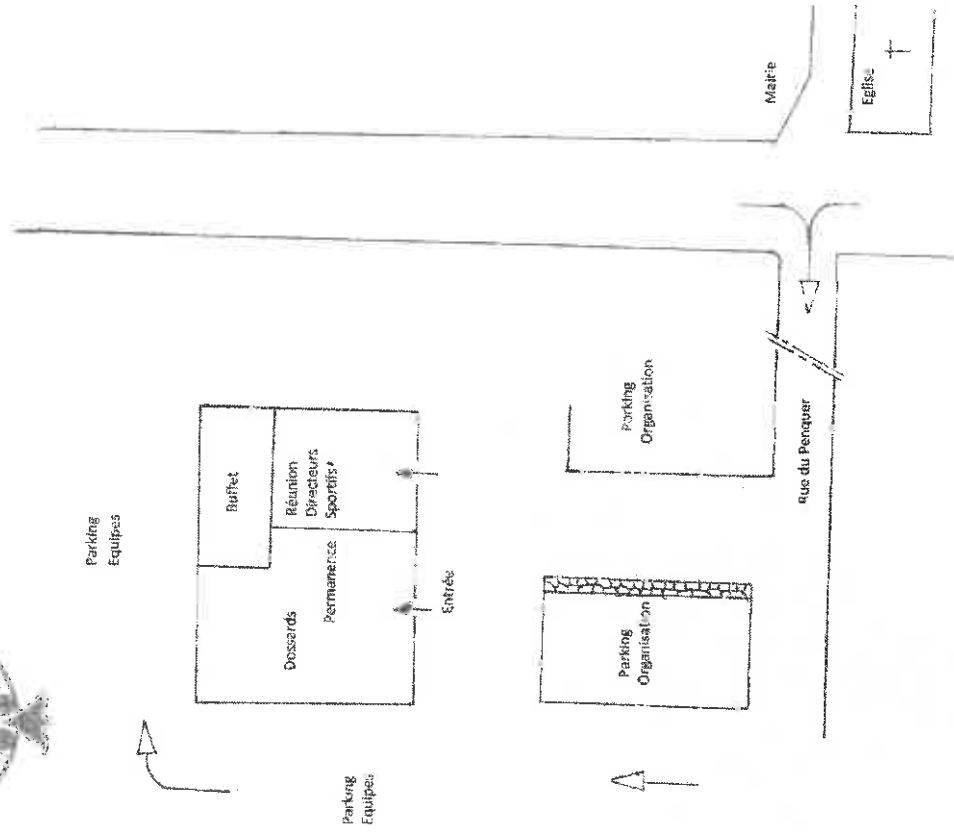 Mairie
Eglise
Parking
Equipes
Buffet
Réunion
Directeurs
Sportifs
Permanence
Dossards
Entrée
Parking
Organisation
Rue du Penquer
Parking
Organisation
Parking
Equipes